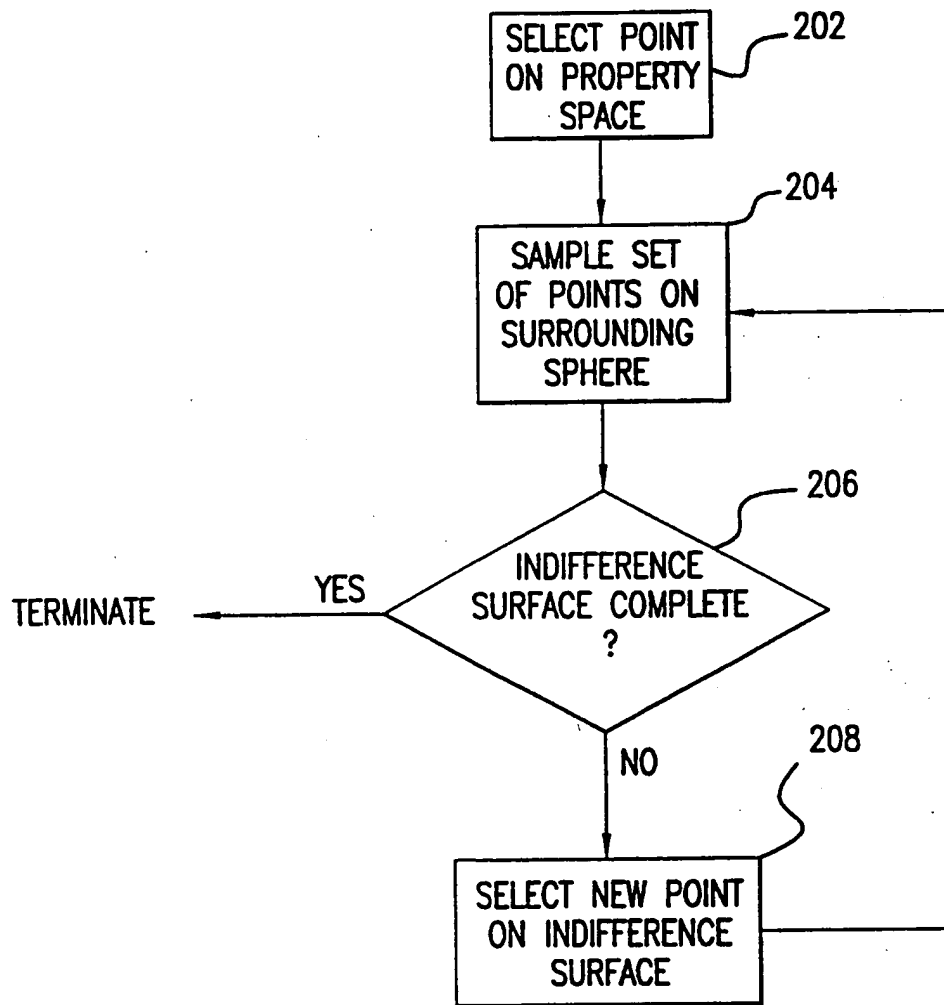 SELECT POINT
ON PROPERTY
SPACE
202
204
SAMPLE SET
OF POINTS ON
SURROUNDING
SPHERE
206
INDIFFERENCE
SURFACE COMPLETE
?
YES
TERMINATE
NO
208
SELECT NEW POINT
ON INDIFFERENCE
SURFACE